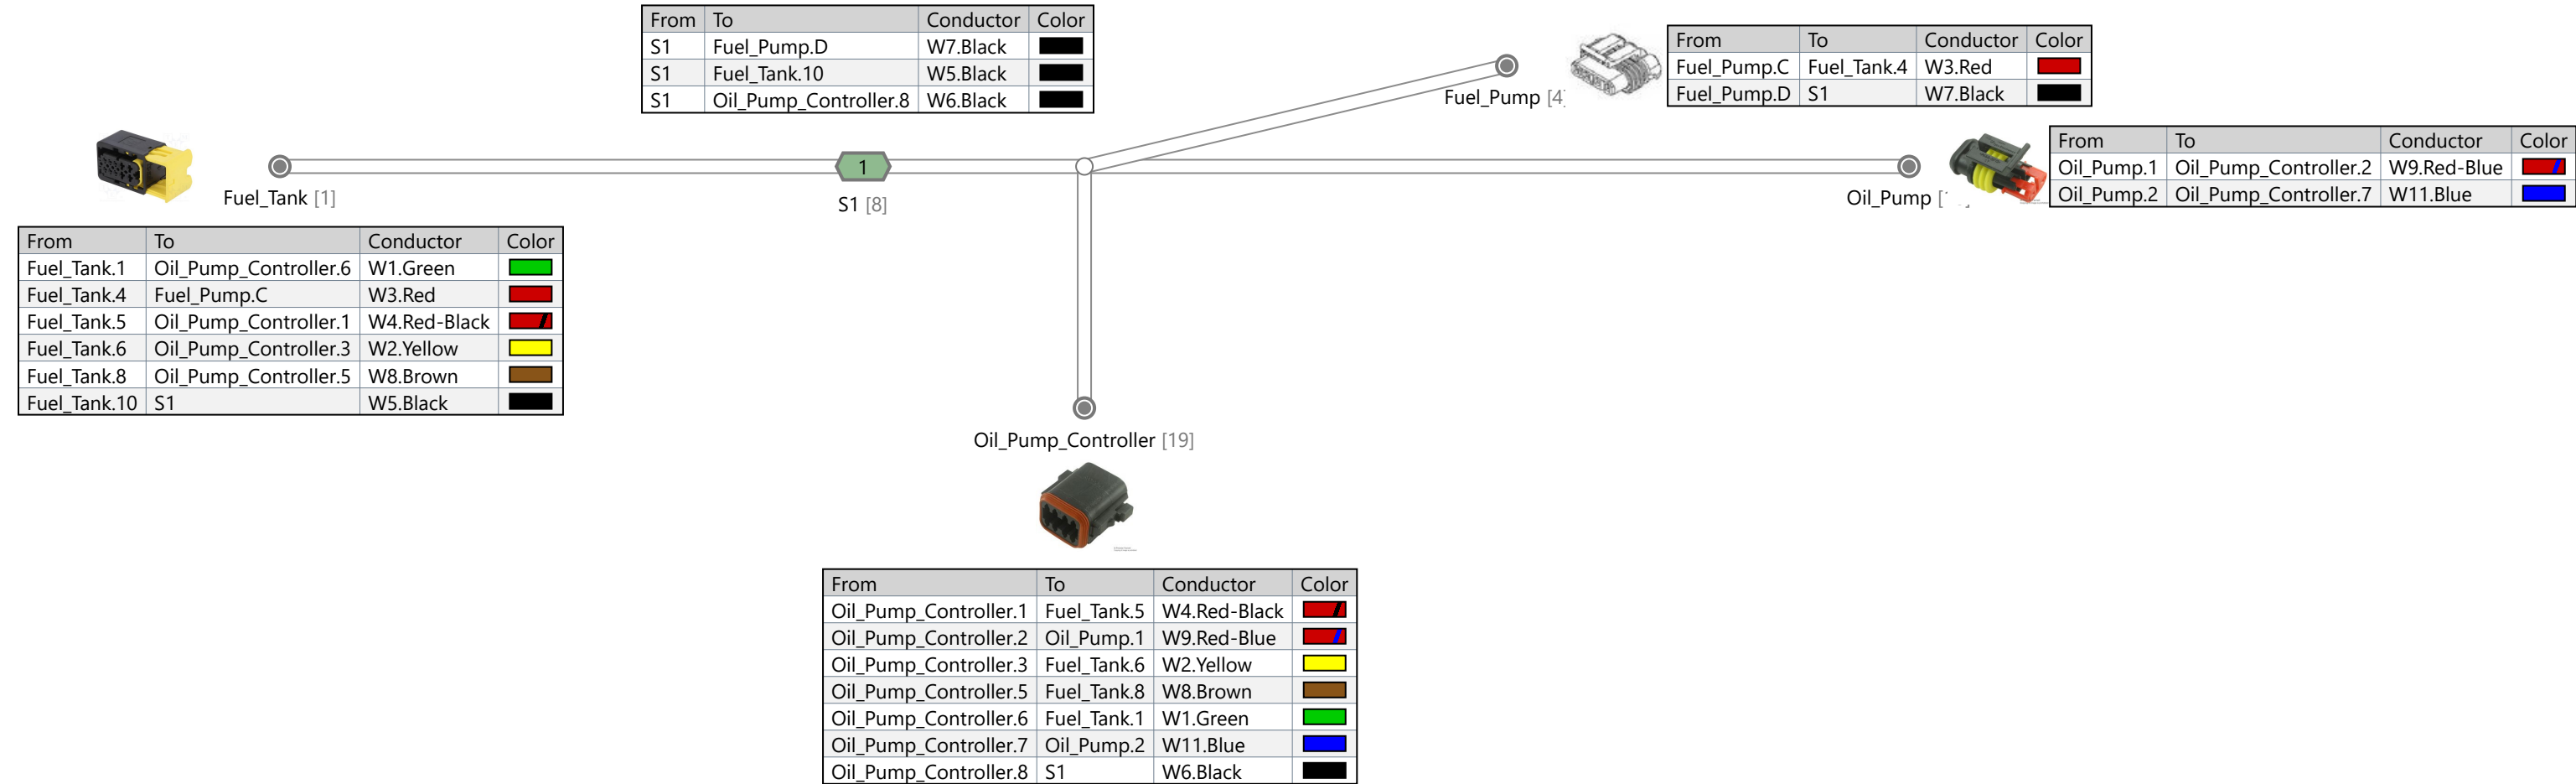 From To Conductor Color
S1 Fuel_Pump.D W7.Black
S1 Fuel_Tank.10 W5.Black
S1 Oil_Pump_Controller.8 W6.Black
Fuel_Pump [4]
From To Conductor Color
Fuel_Pump.C Fuel_Tank.4 W3.Red
Fuel_Pump.D S1 W7.Black
Fuel_Tank [1]
1
S1 [8]
Oil_Pump
From To Conductor Color
Oil_Pump.1 Oil_Pump_Controller.2 W9.Red-Blue
Oil_Pump.2 Oil_Pump_Controller.7 W11.Blue
From To Conductor Color
Fuel_Tank.1 Oil_Pump_Controller.6 W1.Green
Fuel_Tank.4 Fuel_Pump.C W3.Red
Fuel_Tank.5 Oil_Pump_Controller.1 W4.Red-Black
Fuel_Tank.6 Oil_Pump_Controller.3 W2.Yellow
Fuel_Tank.8 Oil_Pump_Controller.5 W8.Brown
Fuel_Tank.10 S1 W5.Black
Oil_Pump_Controller [19]
From To Conductor Color
Oil_Pump_Controller.1 Fuel_Tank.5 W4.Red-Black
Oil_Pump_Controller.2 Oil_Pump.1 W9.Red-Blue
Oil_Pump_Controller.3 Fuel_Tank.6 W2.Yellow
Oil_Pump_Controller.5 Fuel_Tank.8 W8.Brown
Oil_Pump_Controller.6 Fuel_Tank.1 W1.Green
Oil_Pump_Controller.7 Oil_Pump.2 W11.Blue
Oil_Pump_Controller.8 S1 W6.Black